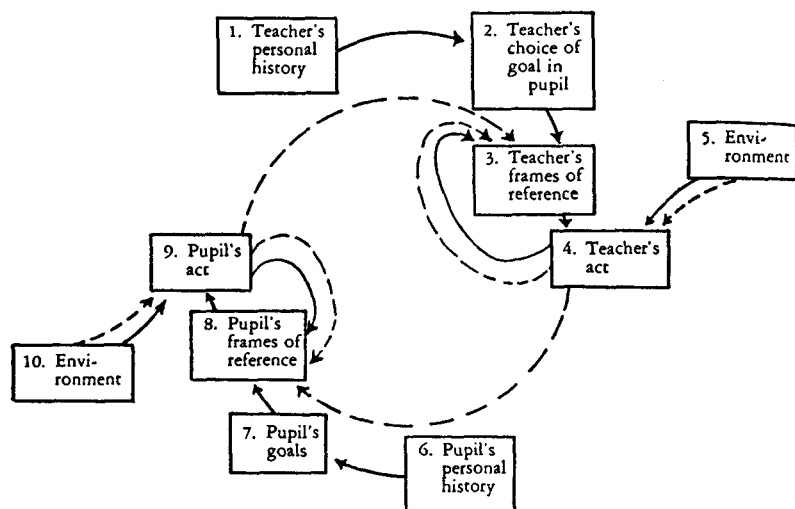 1. Teacher's
personal
history
2. Teacher's
choice of
goal in
pupil
3. Teacher's
frames of
reference
4. Teacher's
act
5. Envi-
ronment
6. Pupil's
personal
history
7. Pupil's
goals
8. Pupil's
frames of
reference
9. Pupil's
act
10. Envi-
ronment